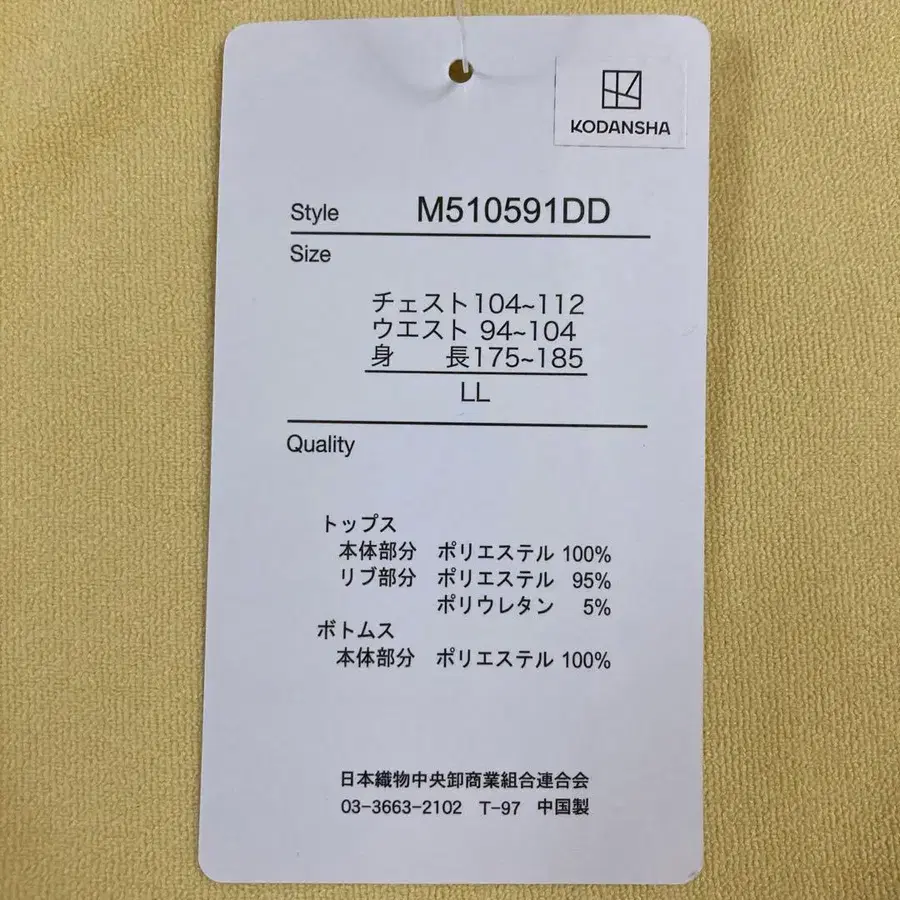 KODANSHA
Style M510591DD
Size
チェスト104~112
ウエスト 94~104
身 長175~185
LL
Quality
トップス
本体部分 ポリエステル 100%
リブ部分 ポリエステル 95%
ポリウレタン 5%
ボトムス
本体部分 ポリエステル 100%
日本織物中央卸商業組合連合会
03-3663-2102 T-97 中国製